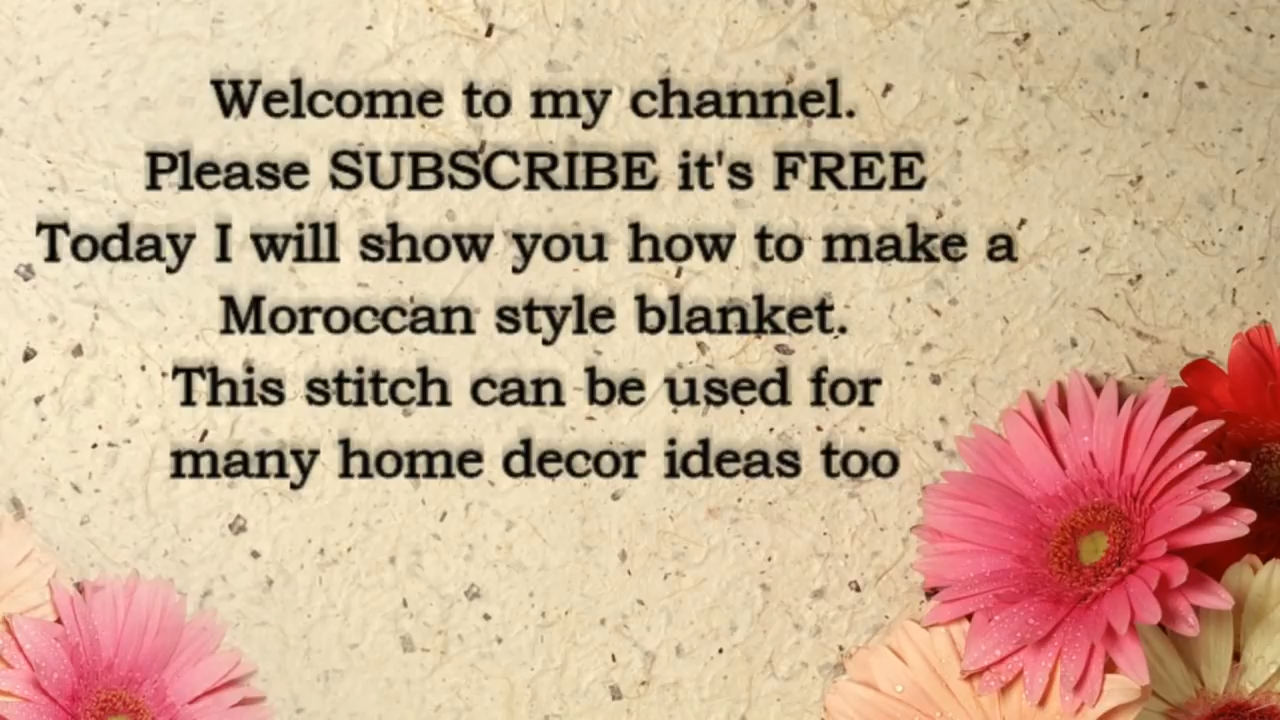 Welcome to my channel.
Please SUBSCRIBE it's FREE
Today I will show you how to make a
Moroccan style blanket.
This stitch can be used for
many home decor ideas too